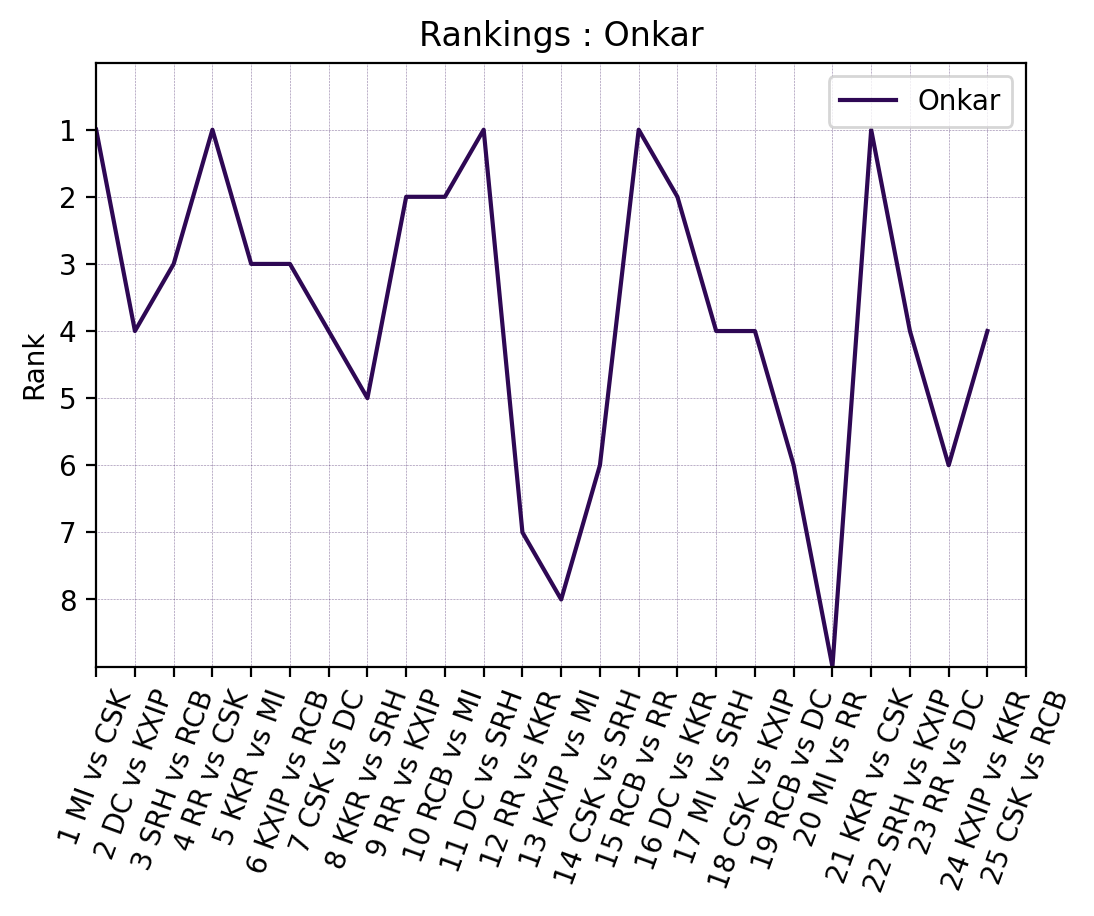 Rankings : Onkar
Onkar
Rank
1
2
3
4
5
6
7
8
1 MI vs CSK
2 DC vs KXIP
3 SRH vs RCB
4 RR vs CSK
5 KKR vs MI
6 KXIP vs RCB
7 CSK vs DC
8 KKR vs SRH
9 RR vs KXIP
10 RCB vs MI
11 DC vs SRH
12 RR vs KKR
13 KXIP vs MI
14 CSK vs SRH
15 RCB vs RR
16 DC vs KKR
17 MI vs SRH
18 CSK vs KXIP
19 RCB vs DC
20 MI vs RR
21 KKR vs CSK
22 SRH vs KXIP
23 RR vs DC
24 KXIP vs KKR
25 CSK vs RCB